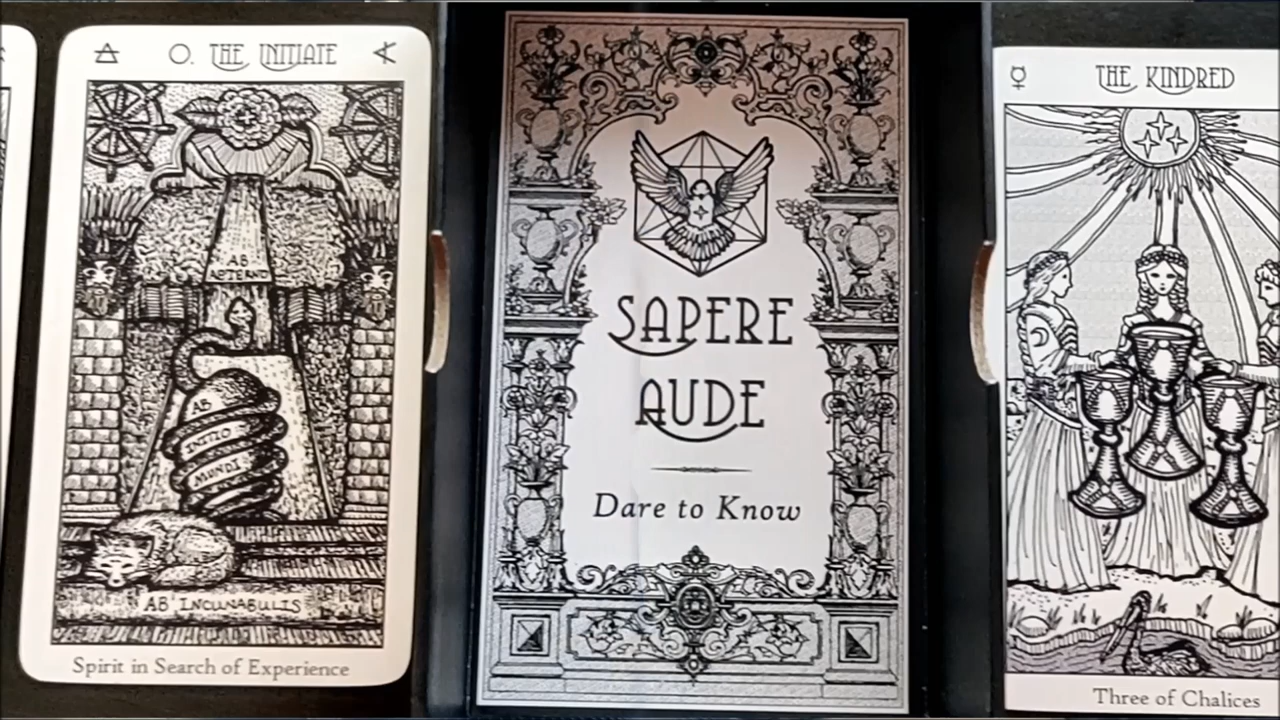 O. THE INITIATE
AB
AETERNO
AB
INITIO
MUNDI
AB INCUNABULIS
Spirit in Search of Experience
SAPERE
AUDE
Dare to Know
THE KINDRED
Three of Chalices